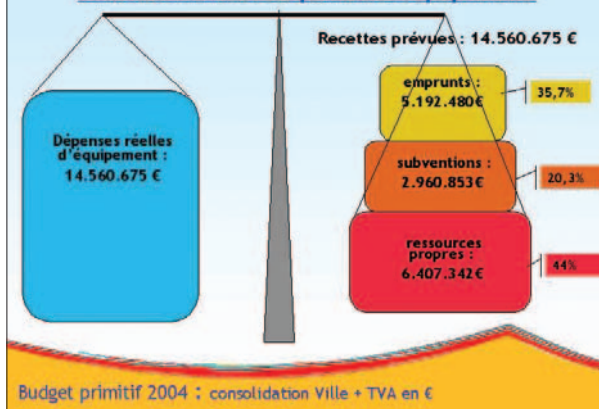 Recettes prévues : 14.560.675 €
emprunts :
5.192.480€
35,7%
Dépenses réelles
d'équipement :
14.560.675 €
subventions :
2.960.853€
20,3%
ressources
propres :
6.407.342€
44%
Budget primitif 2004 : consolidation Ville + TVA en €